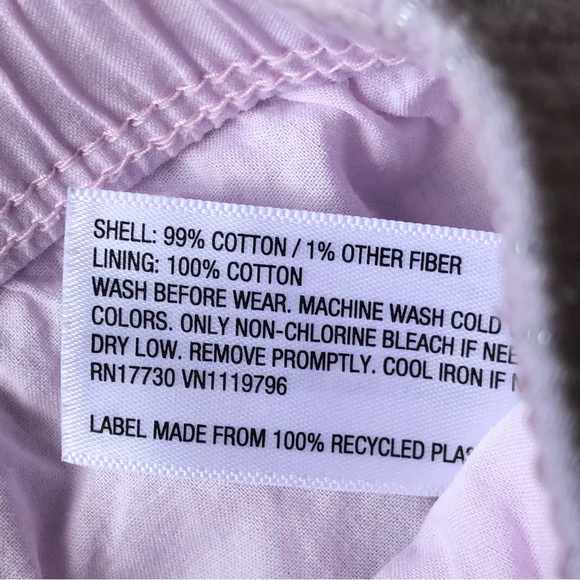 SHELL: 99% COTTON / 1% OTHER FIBER
LINING: 100% COTTON
WASH BEFORE WEAR. MACHINE WASH COLD
COLORS. ONLY NON-CHLORINE BLEACH IF
DRY LOW. REMOVE PROMPTLY. COOL IRON IF
RN17730 VN1119796
LABEL MADE FROM 100% RECYCLED